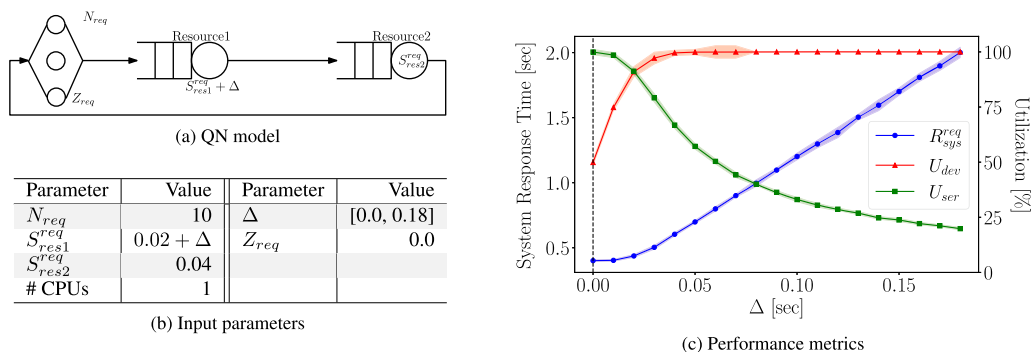 N_req
Resource1
Resource2
S^req_res2
Z_req
S^req_res1 + Δ
(a) QN model
Parameter Value Parameter Value
N_req 10 Δ [0.0, 0.18]
S^req_res1 0.02 + Δ Z_req 0.0
S^req_res2 0.04
# CPUs 1
(b) Input parameters
System Response Time [sec]
2.0
1.5
1.0
0.5
R^req_sys
U_dev
U_ser
100
75
50
25
0
Utilization [%]
0.00 0.05 0.10 0.15
Δ [sec]
(c) Performance metrics